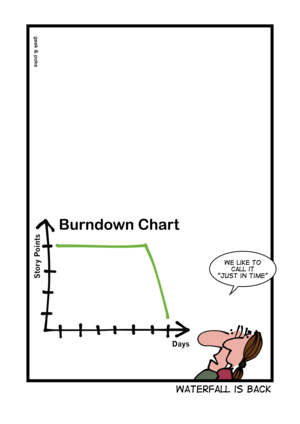 geek & poke
Burndown Chart
Story Points
WE LIKE TO
CALL IT
"JUST IN TIME"
Days
WATERFALL IS BACK